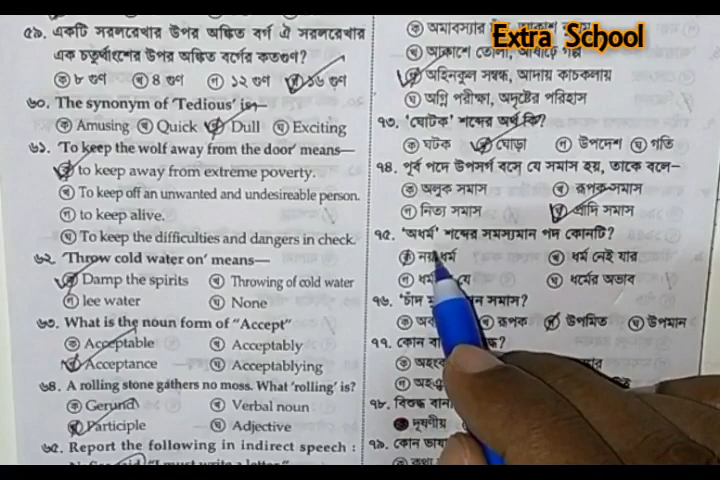 Extra School
৫৯. একটি সরলরেখার উপর অঙ্কিত বর্গ ঐ সরলরেখার
এক চতুর্থাংশের উপর অঙ্কিত বর্গের কতগুণ?
ক ৮ গুণ খ ৪ গুণ গ ১২ গুণ ঘ ১৬ গুণ
৬০. The synonym of 'Tedious' is—
ক Amusing খ Quick গ Dull ঘ Exciting
৬১. 'To keep the wolf away from the door' means—
ক to keep away from extreme poverty.
খ To keep off an unwanted and undesireable person.
গ to keep alive.
ঘ To keep the difficulties and dangers in check.
৬২. 'Throw cold water on' means—
ক Damp the spirits খ Throwing of cold water
গ lee water ঘ None
৬৩. What is the noun form of "Accept"
ক Acceptable খ Acceptably
গ Acceptance ঘ Acceptablying
৬৪. A rolling stone gathers no moss. What 'rolling' is?
ক Gerund খ Verbal noun
গ Participle ঘ Adjective
৬৫. Report the following in indirect speech :
ক অমাবস্যার
খ আকাশে তোলা, আষাঢ়ে গল্প
গ অহিনকুল সম্বন্ধ, আদায় কাচকলায়
ঘ অগ্নি পরীক্ষা, অদৃষ্টের পরিহাস
৭৩. 'ঘোটক' শব্দের অর্থ কি?
ক ঘটক খ ঘোড়া গ উপদেশ ঘ গতি
৭৪. পূর্ব পদে উপসর্গ বসে যে সমাস হয়, তাকে বলে–
ক অলুক সমাস খ রূপক সমাস
গ নিত্য সমাস ঘ প্রাদি সমাস
৭৫. 'অধর্ম' শব্দের সমস্যমান পদ কোনটি?
ক নয় ধর্ম খ ধর্ম নেই যার
গ যে ঘ ধর্মের অভাব
৭৬. 'চাঁদ সমাস?
ক খ রূপক গ উপমিত ঘ উপমান
৭৭. কোন
৭৮. বিশুদ্ধ
দূষণীয়
৭৯. কোন